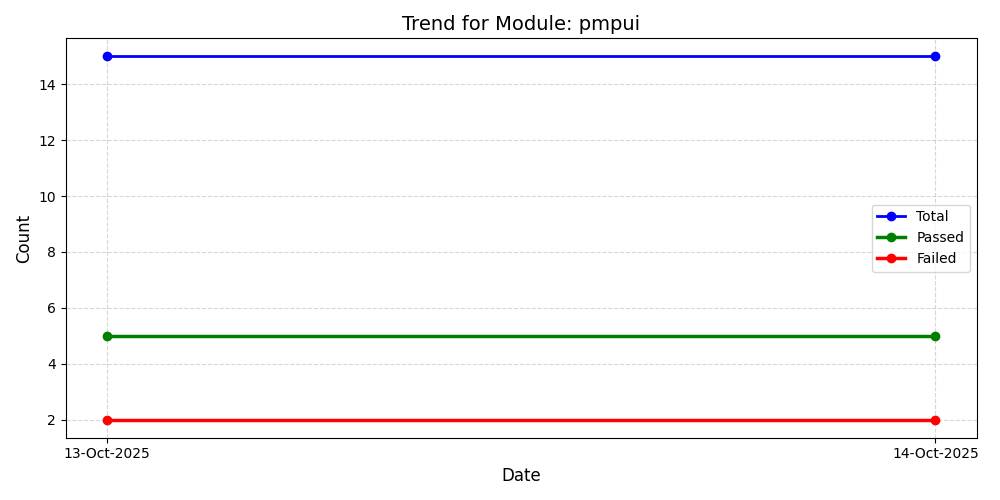 Trend for Module: pmpui
Count
14
12
10
8
6
4
2
Total
Passed
Failed
13-Oct-2025
14-Oct-2025
Date